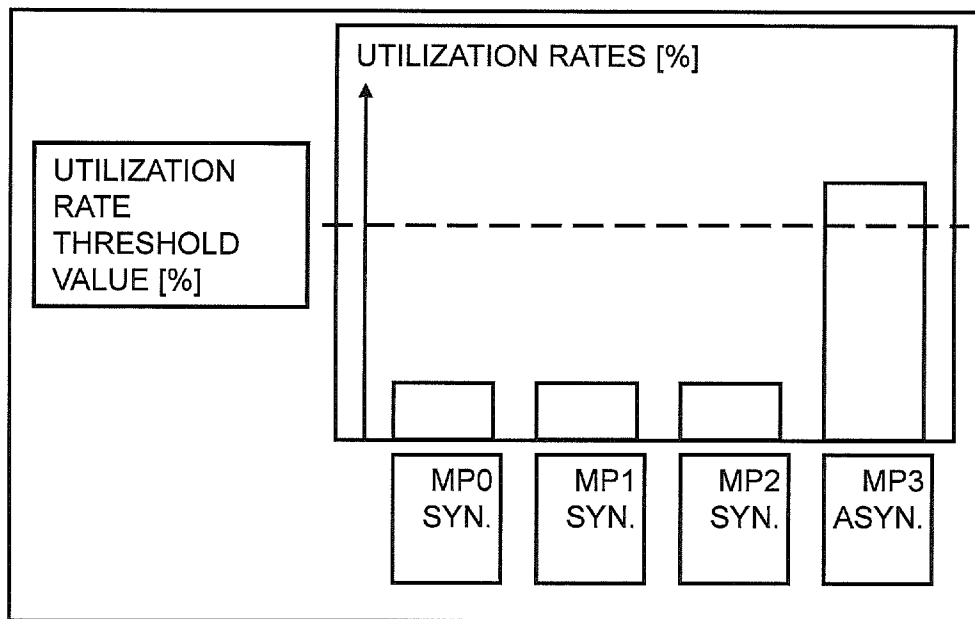 UTILIZATION RATES [%]
UTILIZATION
RATE
THRESHOLD
VALUE [%]
MP0
SYN.
MP1
SYN.
MP2
SYN.
MP3
ASYN.